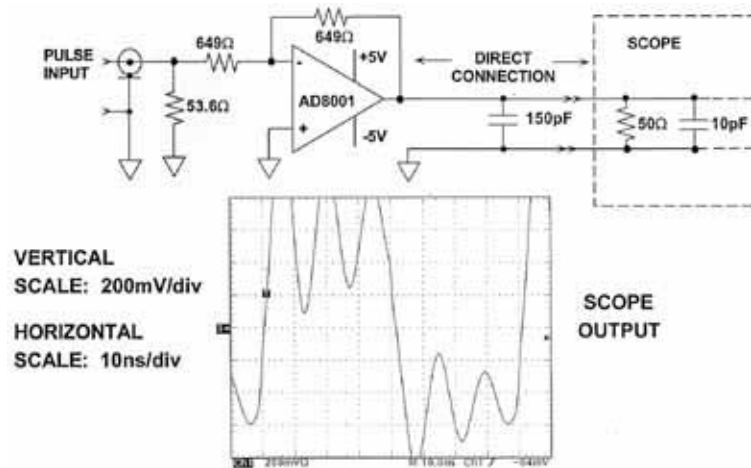 649Ω
649Ω
PULSE
INPUT
53.6Ω
-
+
AD8001
+5V
-5V
DIRECT
CONNECTION
SCOPE
150pF
50Ω
10pF
VERTICAL
SCALE: 200mV/div
HORIZONTAL
SCALE: 10ns/div
SCOPE
OUTPUT
Ch1